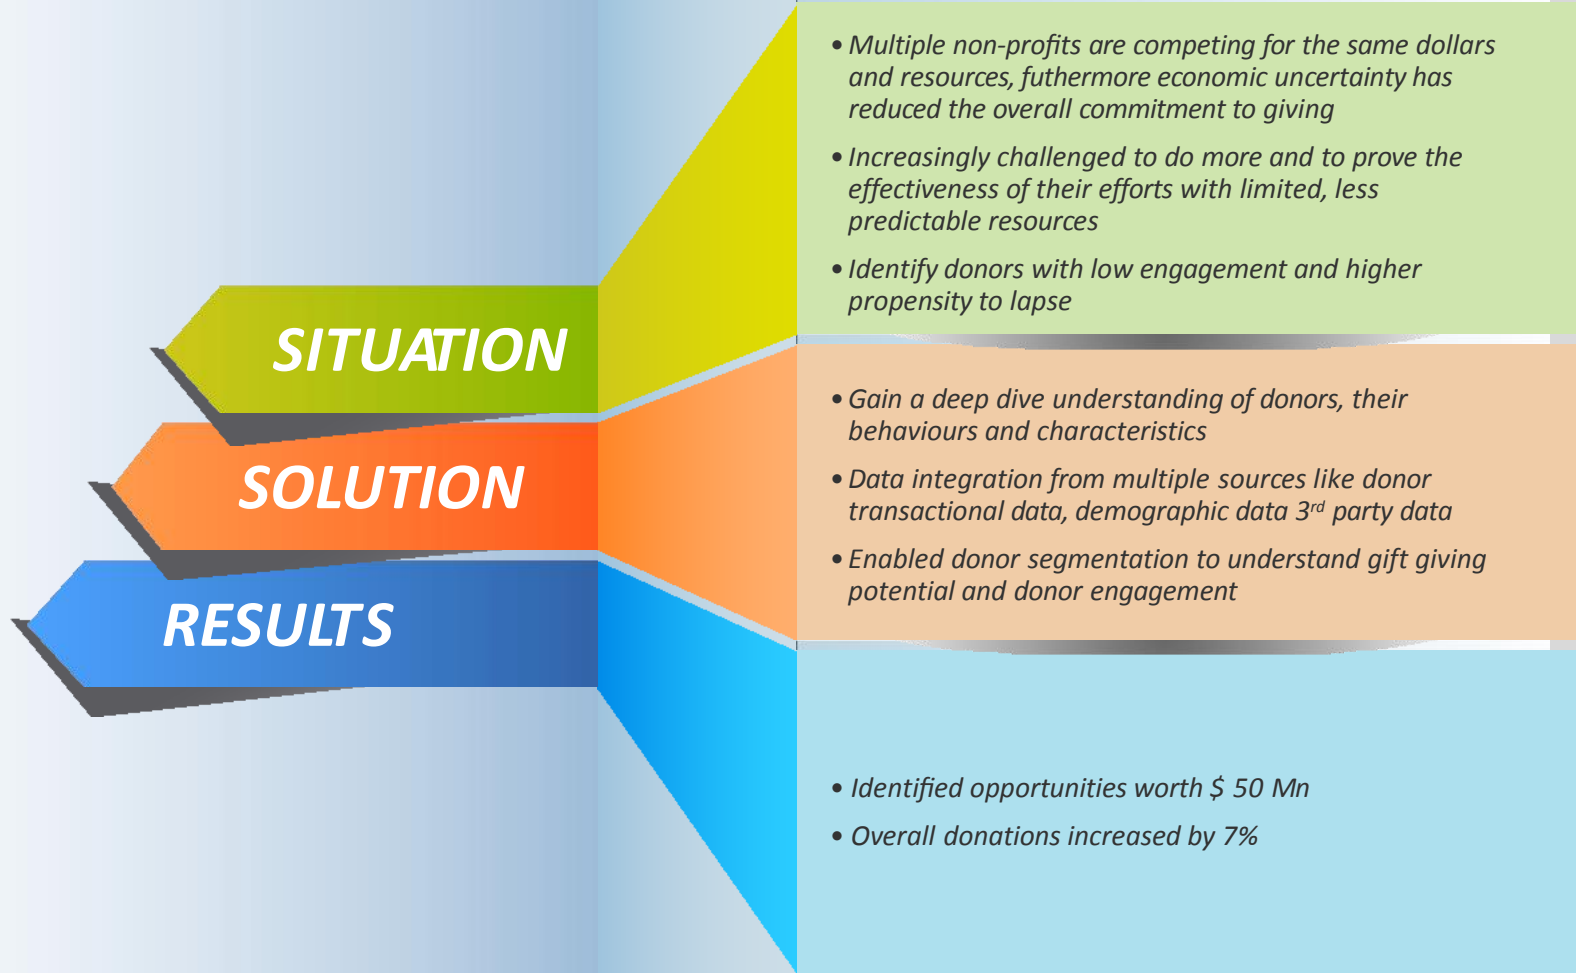 SITUATION
• Multiple non-profits are competing for the same dollars
and resources, futhermore economic uncertainty has
reduced the overall commitment to giving
• Increasingly challenged to do more and to prove the
effectiveness of their efforts with limited, less
predictable resources
• Identify donors with low engagement and higher
propensity to lapse
SOLUTION
• Gain a deep dive understanding of donors, their
behaviours and characteristics
• Data integration from multiple sources like donor
transactional data, demographic data 3rd party data
• Enabled donor segmentation to understand gift giving
potential and donor engagement
RESULTS
• Identified opportunities worth $ 50 Mn
• Overall donations increased by 7%